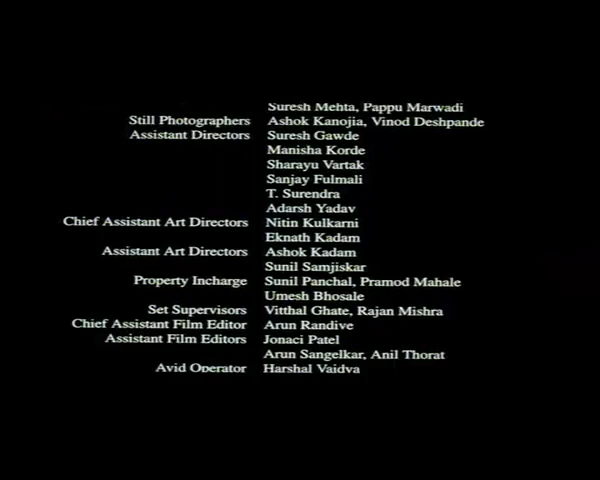 Suresh Mehta, Pappu Marwadi
Still Photographers Ashok Kanojia, Vinod Deshpande
Assistant Directors Suresh Gawde
Manisha Korde
Sharayu Vartak
Sanjay Fulmali
T. Surendra
Adarsh Yadav
Chief Assistant Art Directors Nitin Kulkarni
Eknath Kadam
Assistant Art Directors Ashok Kadam
Sunil Samjiskar
Property Incharge Sunil Panchal, Pramod Mahale
Umesh Bhosale
Set Supervisors Vitthal Ghate, Rajan Mishra
Chief Assistant Film Editor Arun Randive
Assistant Film Editors Jonaci Patel
Arun Sangelkar, Anil Thorat
Avid Operator Harshal Vaidya